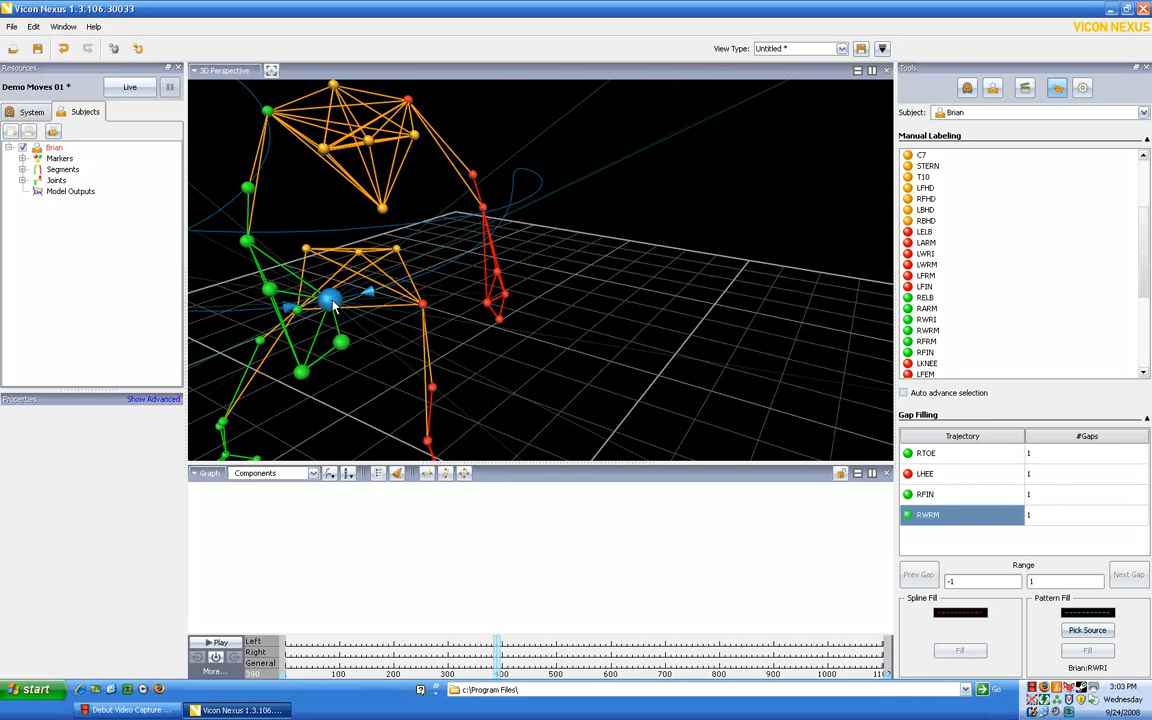 Vicon Nexus 1.3.106.30033
File Edit Window Help
VICON NEXUS
View Type: Untitled *
Resources
3D Perspective
Tools
Demo Moves 01 * Live
Subject: Brian
System Subjects
Manual Labeling
Brian
Markers
Segments
Joints
Model Outputs
C7
STERN
T10
LFHD
RFHD
LBHD
RBHD
LELB
LARM
LWRI
LWRM
LFRM
LFIN
RELB
RARM
RWRI
RWRM
RFRM
RFIN
LKNEE
LFEM
Properties Show Advanced
Auto advance selection
Gap Filling
Trajectory #Gaps
RTOE 1
LHEE 1
RFIN 1
RWRM 1
Graph Components
Range
Prev Gap -1 1 Next Gap
Spline Fill Pattern Fill
Pick Source
Fill Fill
Brian:RWRI
Play Left
Right
General
More... 390 100 200 300 400 500 600 700 800 900 1000
start c:\Program Files\ Go
Debut Video Capture ... Vicon Nexus 1.3.106....
3:03 PM
Wednesday
9/24/2008